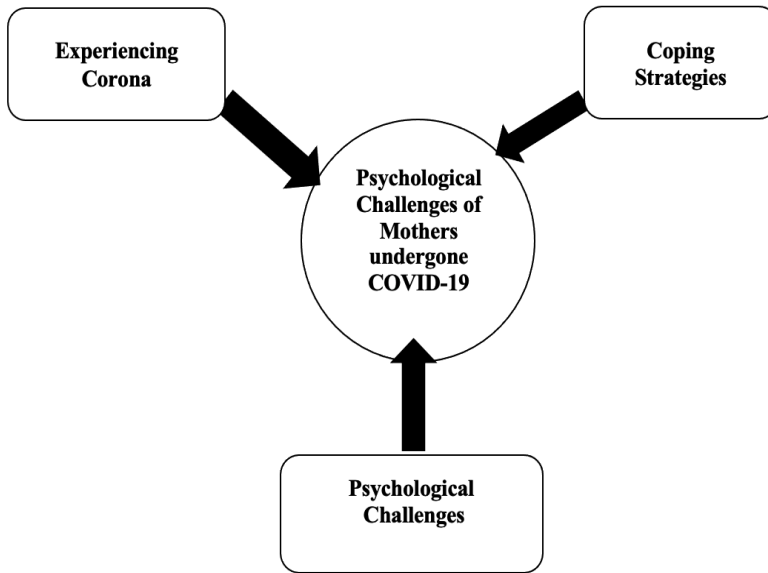 Experiencing
Corona
Coping
Strategies
Psychological
Challenges of
Mothers
undergone
COVID-19
Psychological
Challenges